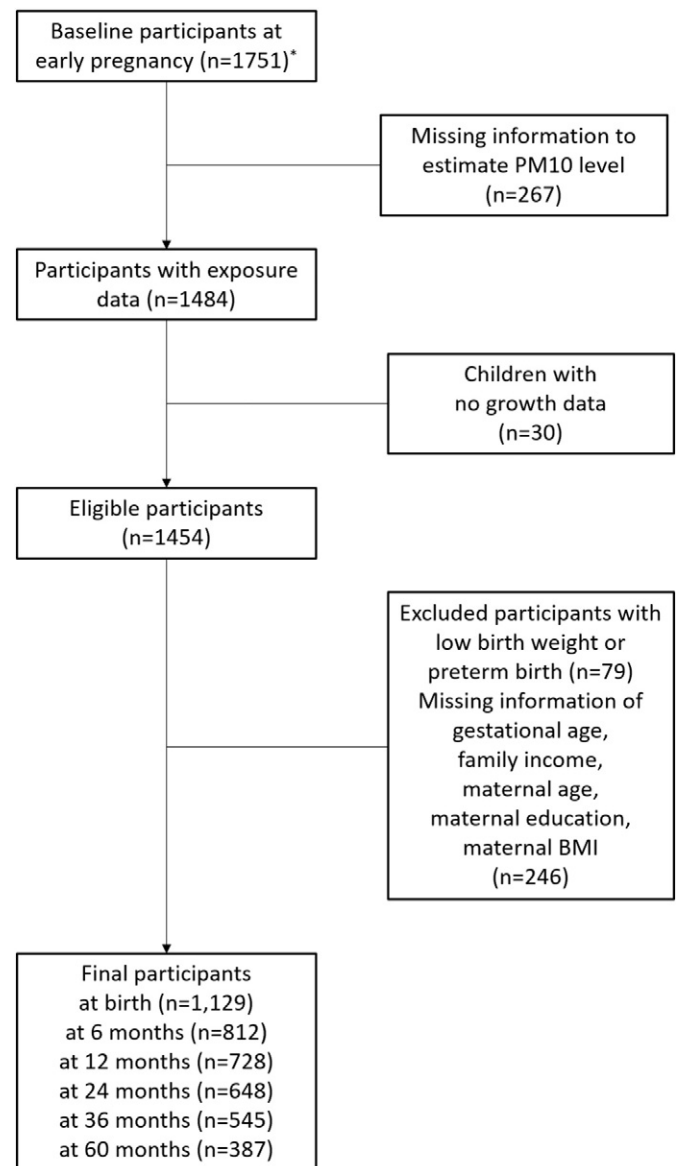 Baseline participants at
early pregnancy (n=1751)*
Missing information to
estimate PM10 level
(n=267)
Participants with exposure
data (n=1484)
Children with
no growth data
(n=30)
Eligible participants
(n=1454)
Excluded participants with
low birth weight or
preterm birth (n=79)
Missing information of
gestational age,
family income,
maternal age,
maternal education,
maternal BMI
(n=246)
Final participants
at birth (n=1,129)
at 6 months (n=812)
at 12 months (n=728)
at 24 months (n=648)
at 36 months (n=545)
at 60 months (n=387)